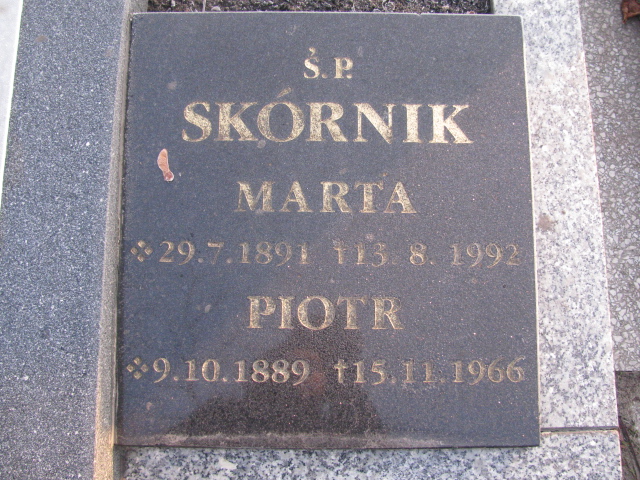 Ś.P.
SKÓRNIK
MARTA
29.7.1891 †13.8.1992
PIOTR
9.10.1889 †15.11.1966